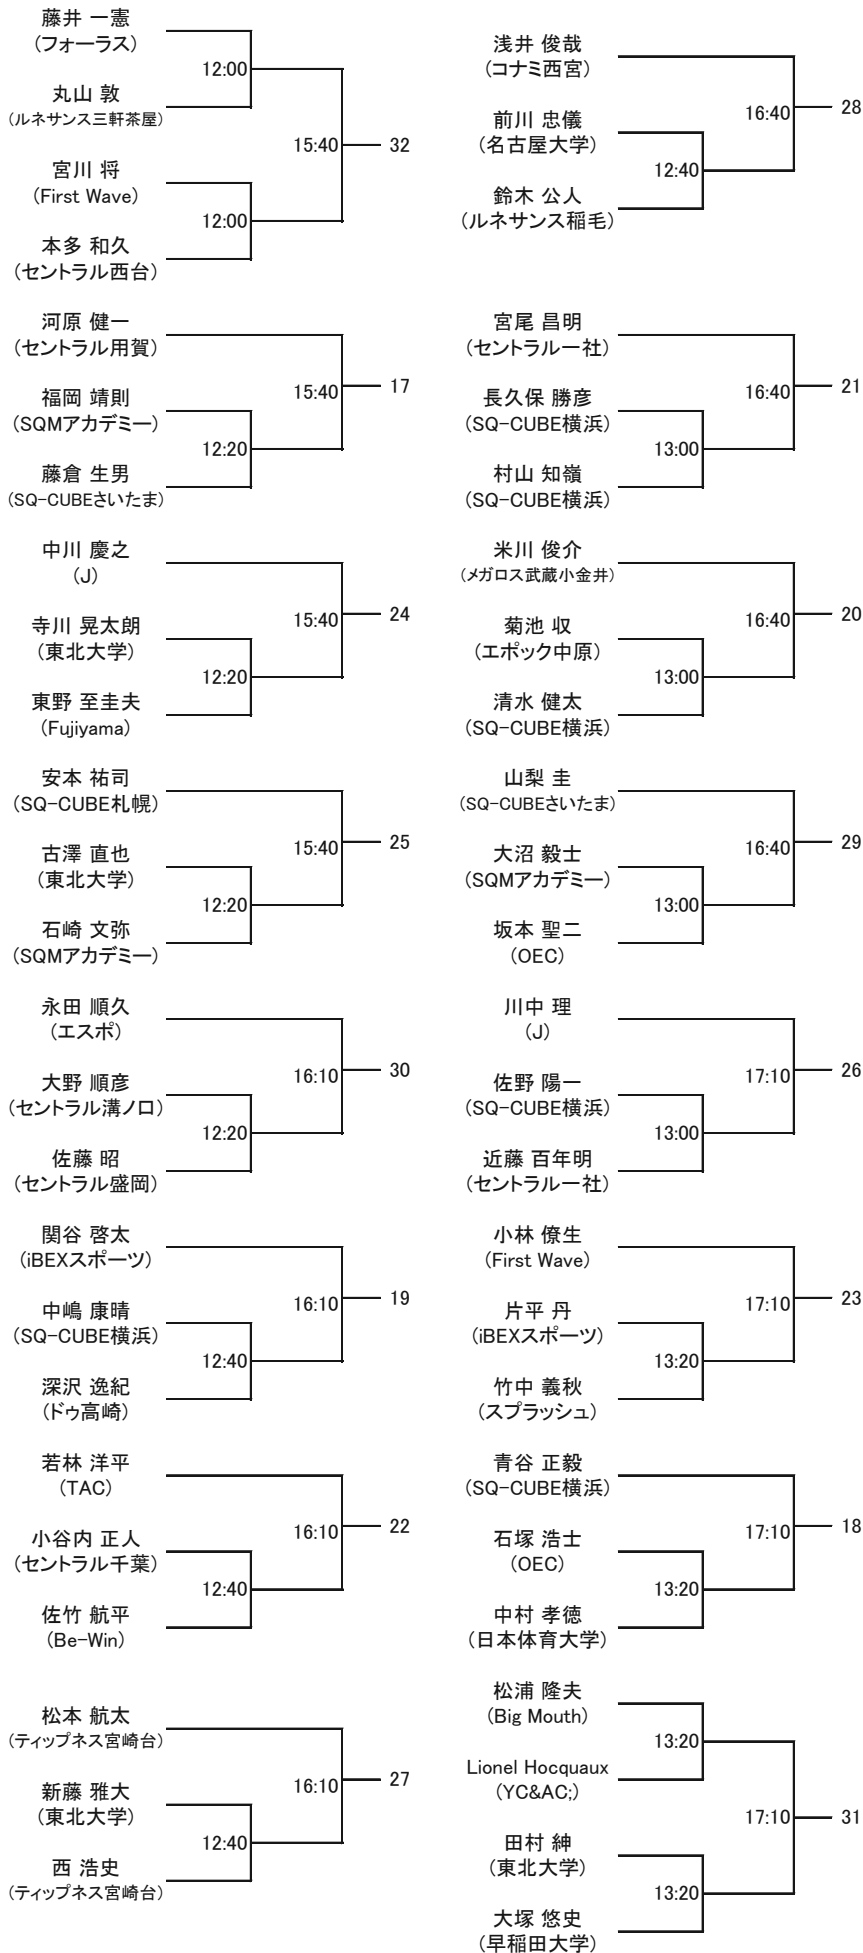 藤井 一憲
(フォーラス)
12:00
丸山 敦
(ルネサンス三軒茶屋)
15:40
32
宮川 将
(First Wave)
12:00
本多 和久
(セントラル西台)
河原 健一
(セントラル用賀)
15:40
17
福岡 靖則
(SQMアカデミー)
12:20
藤倉 生男
(SQ-CUBEさいたま)
中川 慶之
(J)
15:40
24
寺川 晃太朗
(東北大学)
12:20
東野 至圭夫
(Fujiyama)
安本 祐司
(SQ-CUBE札幌)
15:40
25
古澤 直也
(東北大学)
12:20
石崎 文弥
(SQMアカデミー)
永田 順久
(エスポ)
16:10
30
大野 順彦
(セントラル溝ノ口)
12:20
佐藤 昭
(セントラル盛岡)
関谷 啓太
(iBEXスポーツ)
16:10
19
中嶋 康晴
(SQ-CUBE横浜)
12:40
深沢 逸紀
(ドゥ高崎)
若林 洋平
(TAC)
16:10
22
小谷内 正人
(セントラル千葉)
12:40
佐竹 航平
(Be-Win)
松本 航太
(ティップネス宮崎台)
16:10
27
新藤 雅大
(東北大学)
12:40
西 浩史
(ティップネス宮崎台)
浅井 俊哉
(コナミ西宮)
16:40
28
前川 忠儀
(名古屋大学)
12:40
鈴木 公人
(ルネサンス稲毛)
宮尾 昌明
(セントラル一社)
16:40
21
長久保 勝彦
(SQ-CUBE横浜)
13:00
村山 知嶺
(SQ-CUBE横浜)
米川 俊介
(メガロス武蔵小金井)
16:40
20
菊池 収
(エポック中原)
13:00
清水 健太
(SQ-CUBE横浜)
山梨 圭
(SQ-CUBEさいたま)
16:40
29
大沼 毅士
(SQMアカデミー)
13:00
坂本 聖二
(OEC)
川中 理
(J)
17:10
26
佐野 陽一
(SQ-CUBE横浜)
13:00
近藤 百年明
(セントラル一社)
小林 僚生
(First Wave)
17:10
23
片平 丹
(iBEXスポーツ)
13:20
竹中 義秋
(スプラッシュ)
青谷 正毅
(SQ-CUBE横浜)
17:10
18
石塚 浩士
(OEC)
13:20
中村 孝徳
(日本体育大学)
松浦 隆夫
(Big Mouth)
13:20
Lionel Hocquaux
(YC&AC;)
17:10
31
田村 紳
(東北大学)
13:20
大塚 悠史
(早稲田大学)